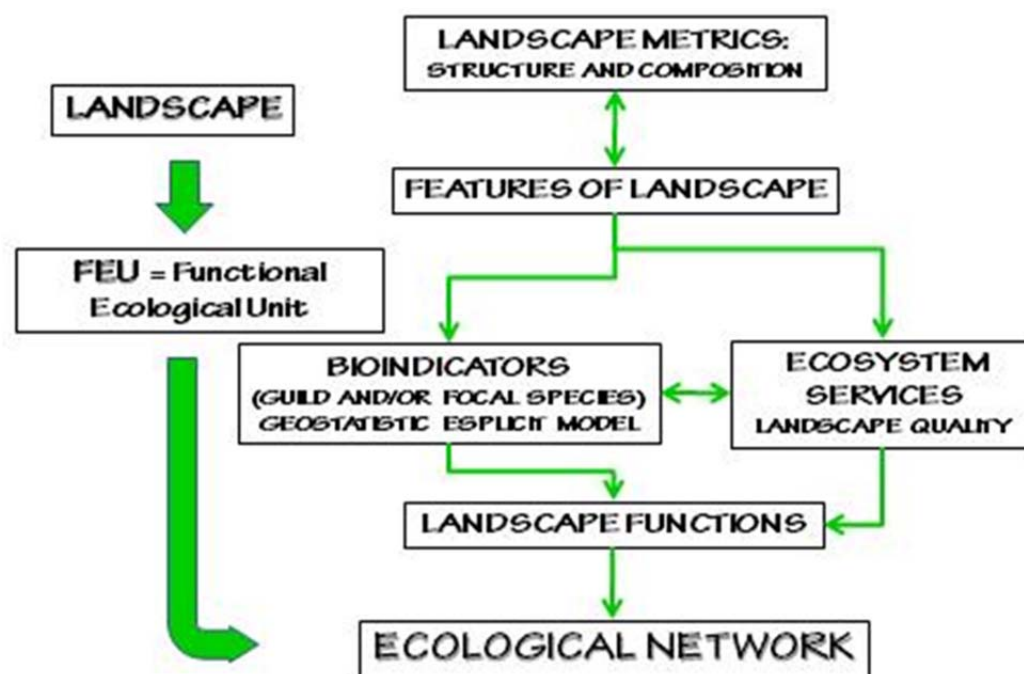 LANDSCAPE METRICS:
STRUCTURE AND COMPOSITION
LANDSCAPE
FEATURES OF LANDSCAPE
FEU = Functional
Ecological Unit
BIOINDICATORS
(GUILD AND/OR FOCAL SPECIES)
GEOSTATISTIC ESPLICIT MODEL
ECOSYSTEM
SERVICES
LANDSCAPE QUALITY
LANDSCAPE FUNCTIONS
ECOLOGICAL NETWORK